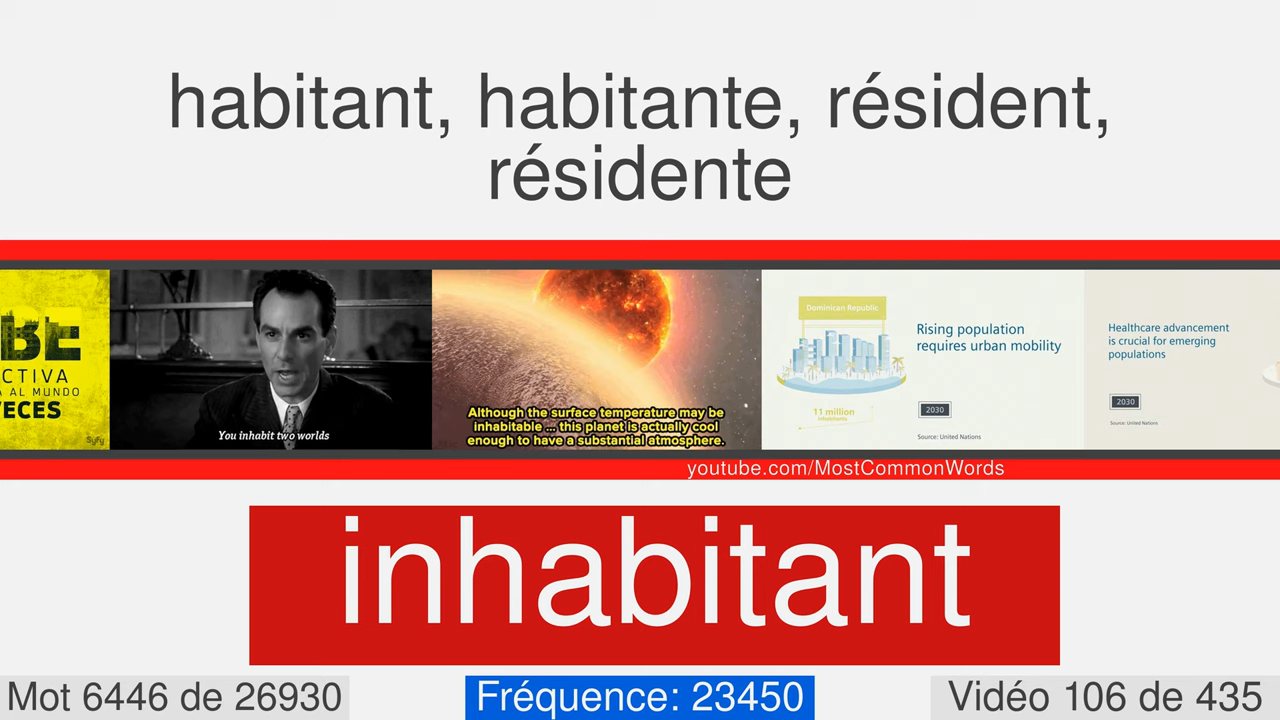 habitant, habitante, résident,
résidente
CTIVA
AL MUNDO
VECES
Syfy
You inhabit two worlds
Although the surface temperature may be
inhabitable ... this planet is actually cool
enough to have a substantial atmosphere.
Dominican Republic
11 million
inhabitants
Rising population
requires urban mobility
2030
Source: United Nations
Healthcare advancement
is crucial for emerging
populations
2030
Source: United Nations
youtube.com/MostCommonWords
inhabitant
Mot 6446 de 26930
Fréquence: 23450
Vidéo 106 de 435